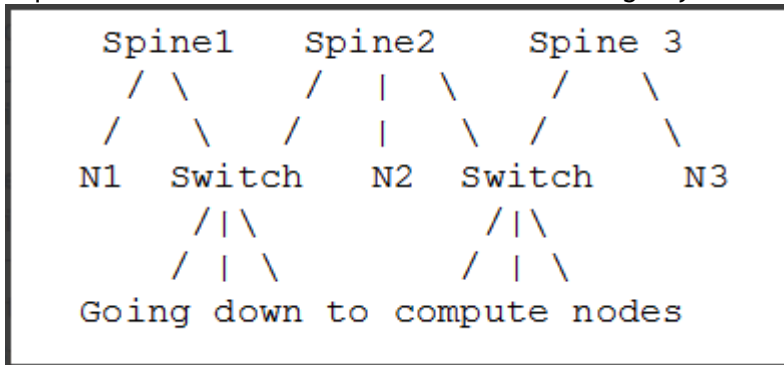 Spine1 Spine2 Spine 3
/ \ / | \ / \
/ \ / | \ / \
N1 Switch N2 Switch N3
/|\ /|\
/ | \ / | \
Going down to compute nodes